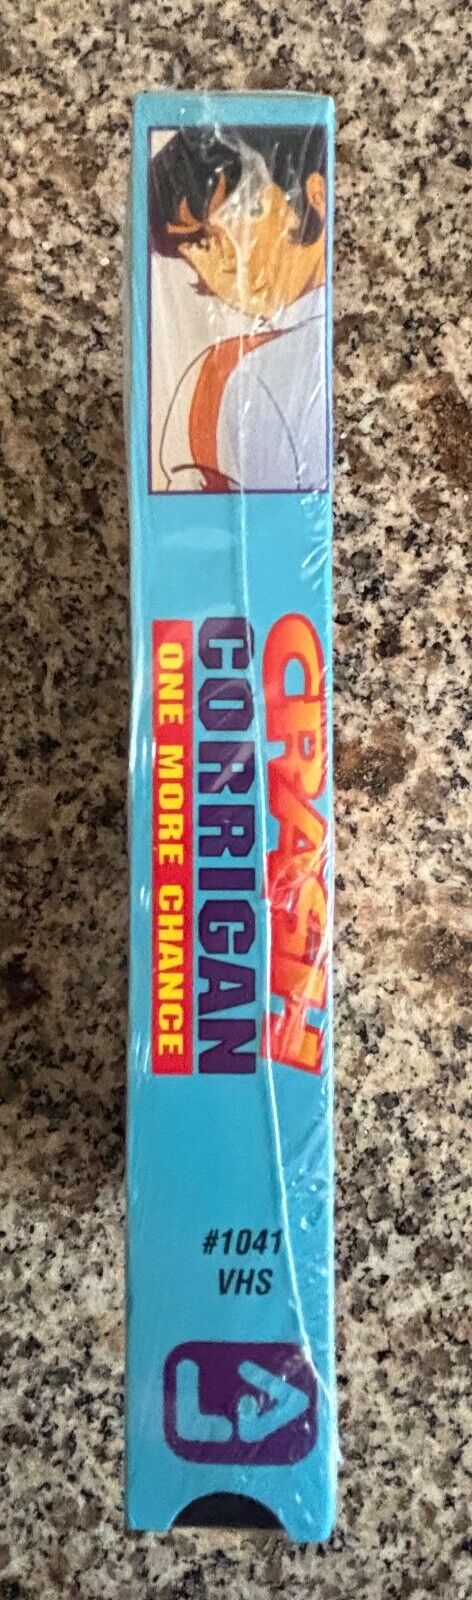 CRASH
CORRIGAN
ONE MORE CHANCE
#1041
VHS